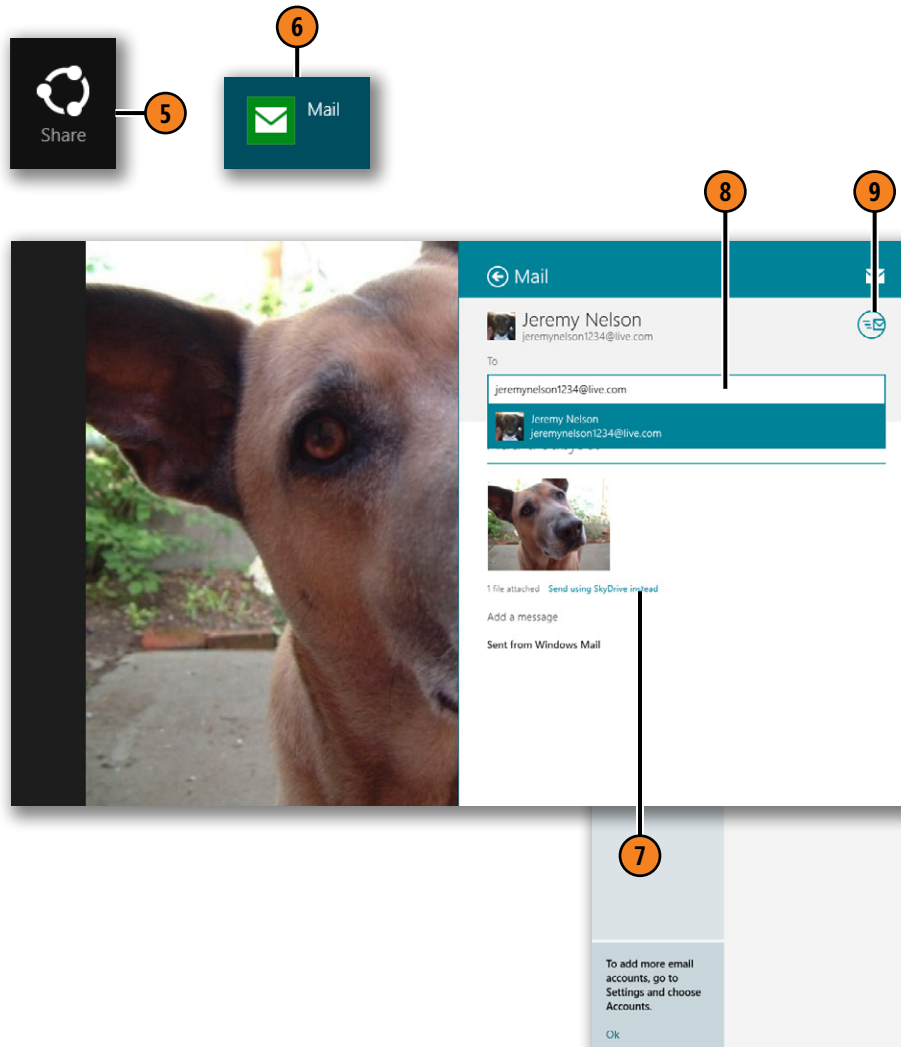 6
5
Share
Mail
8
9
Mail
Jeremy Nelson
jeremynelson1234@live.com
To
jeremynelson1234@live.com
Jeremy Nelson
jeremynelson1234@live.com
1 file attached Send using SkyDrive instead
Add a message
Sent from Windows Mail
7
To add more email
accounts, go to
Settings and choose
Accounts.
Ok